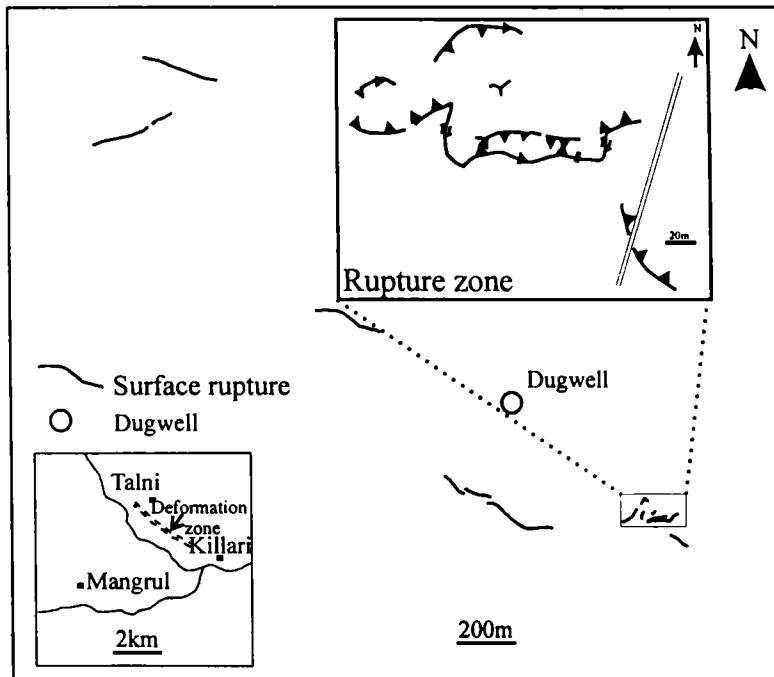 N
N
20m
Rupture zone
Dugwell
Surface rupture
Dugwell
Talni
Deformation
zone
Killari
Mangrul
2km
200m